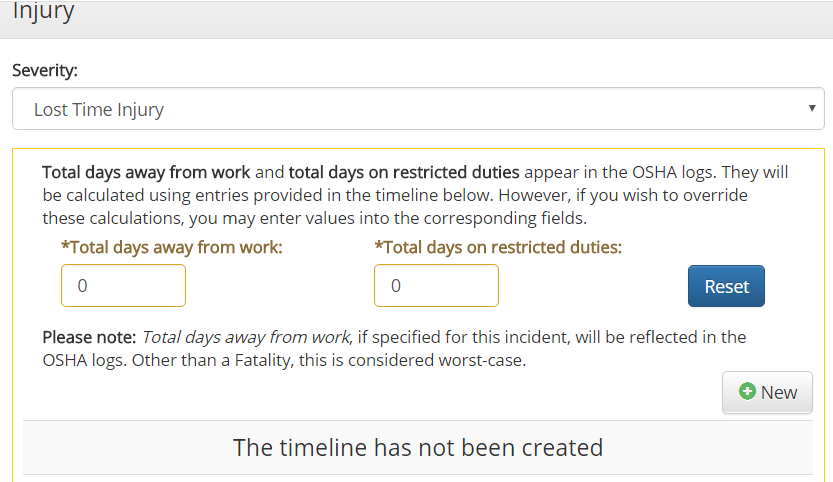 Injury
Severity:
Lost Time Injury
Total days away from work and total days on restricted duties appear in the OSHA logs. They will
be calculated using entries provided in the timeline below. However, if you wish to override
these calculations, you may enter values into the corresponding fields.
*Total days away from work: *Total days on restricted duties:
0 0 Reset
Please note: Total days away from work, if specified for this incident, will be reflected in the
OSHA logs. Other than a Fatality, this is considered worst-case.
New
The timeline has not been created